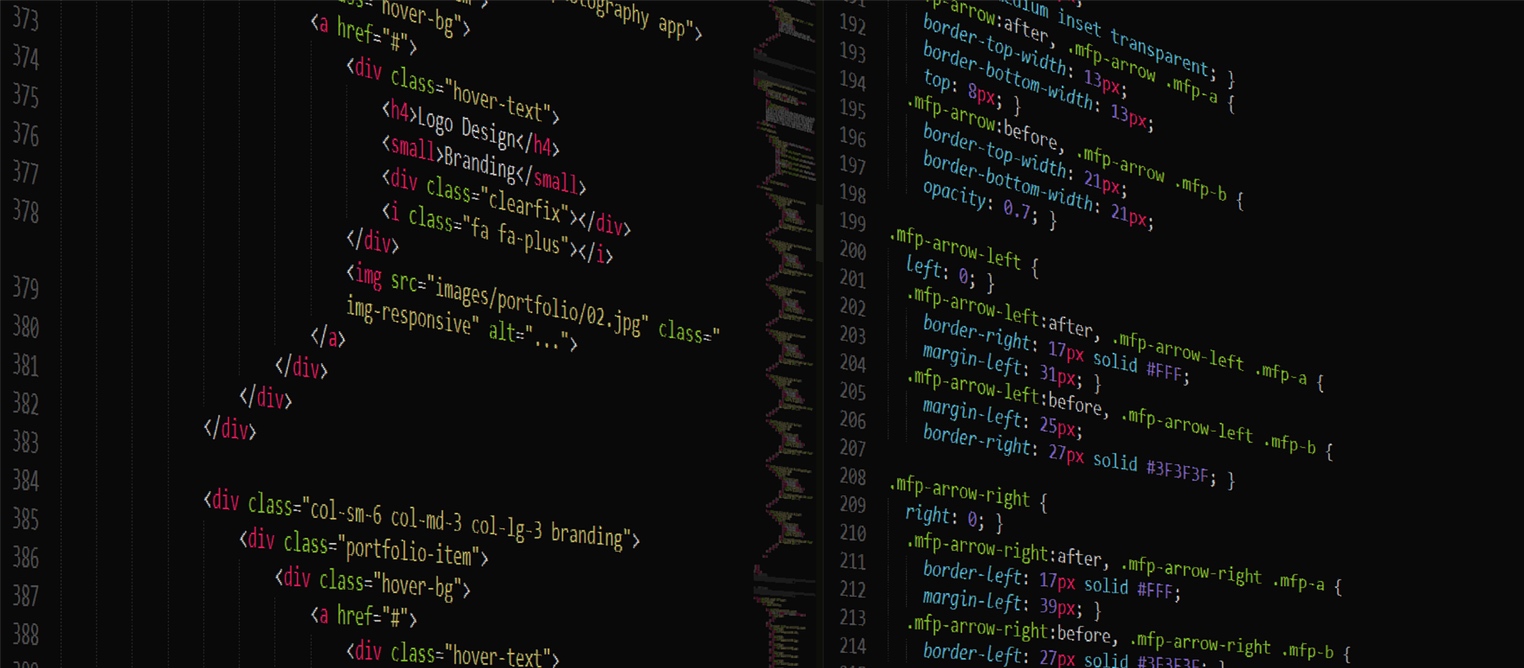 373
374
375
376
377
378
379
380
381
382
383
384
385
386
387
388
hover-bg">
<a href="#">
<div class="hover-text">
<h4>Logo Design</h4>
<small>Branding</small>
<div class="clearfix"></div>
<i class="fa fa-plus"></i>
</div>
<img src="images/portfolio/02.jpg" class="
img-responsive" alt="...">
</a>
</div>
</div>
</div>
<div class="col-sm-6 col-md-3 col-lg-3 branding">
<div class="portfolio-item">
<div class="hover-bg">
<a href="#">
<div class="hover-text">
192
193
194
195
196
197
198
199
200
201
202
203
204
205
206
207
208
209
210
211
212
213
214
inset transparent; }
.mfp-arrow:after, .mfp-arrow .mfp-a {
border-top-width: 13px;
border-bottom-width: 13px;
top: 8px; }
.mfp-arrow:before, .mfp-arrow .mfp-b {
border-top-width: 21px;
border-bottom-width: 21px;
opacity: 0.7; }
.mfp-arrow-left {
left: 0; }
.mfp-arrow-left:after, .mfp-arrow-left .mfp-a {
border-right: 17px solid #FFF;
margin-left: 31px; }
.mfp-arrow-left:before, .mfp-arrow-left .mfp-b {
margin-left: 25px;
border-right: 27px solid #3F3F3F; }
.mfp-arrow-right {
right: 0; }
.mfp-arrow-right:after, .mfp-arrow-right .mfp-a {
border-left: 17px solid #FFF;
margin-left: 39px; }
.mfp-arrow-right:before, .mfp-arrow-right .mfp-b {
border-left: 27px solid #3F3F3F; }